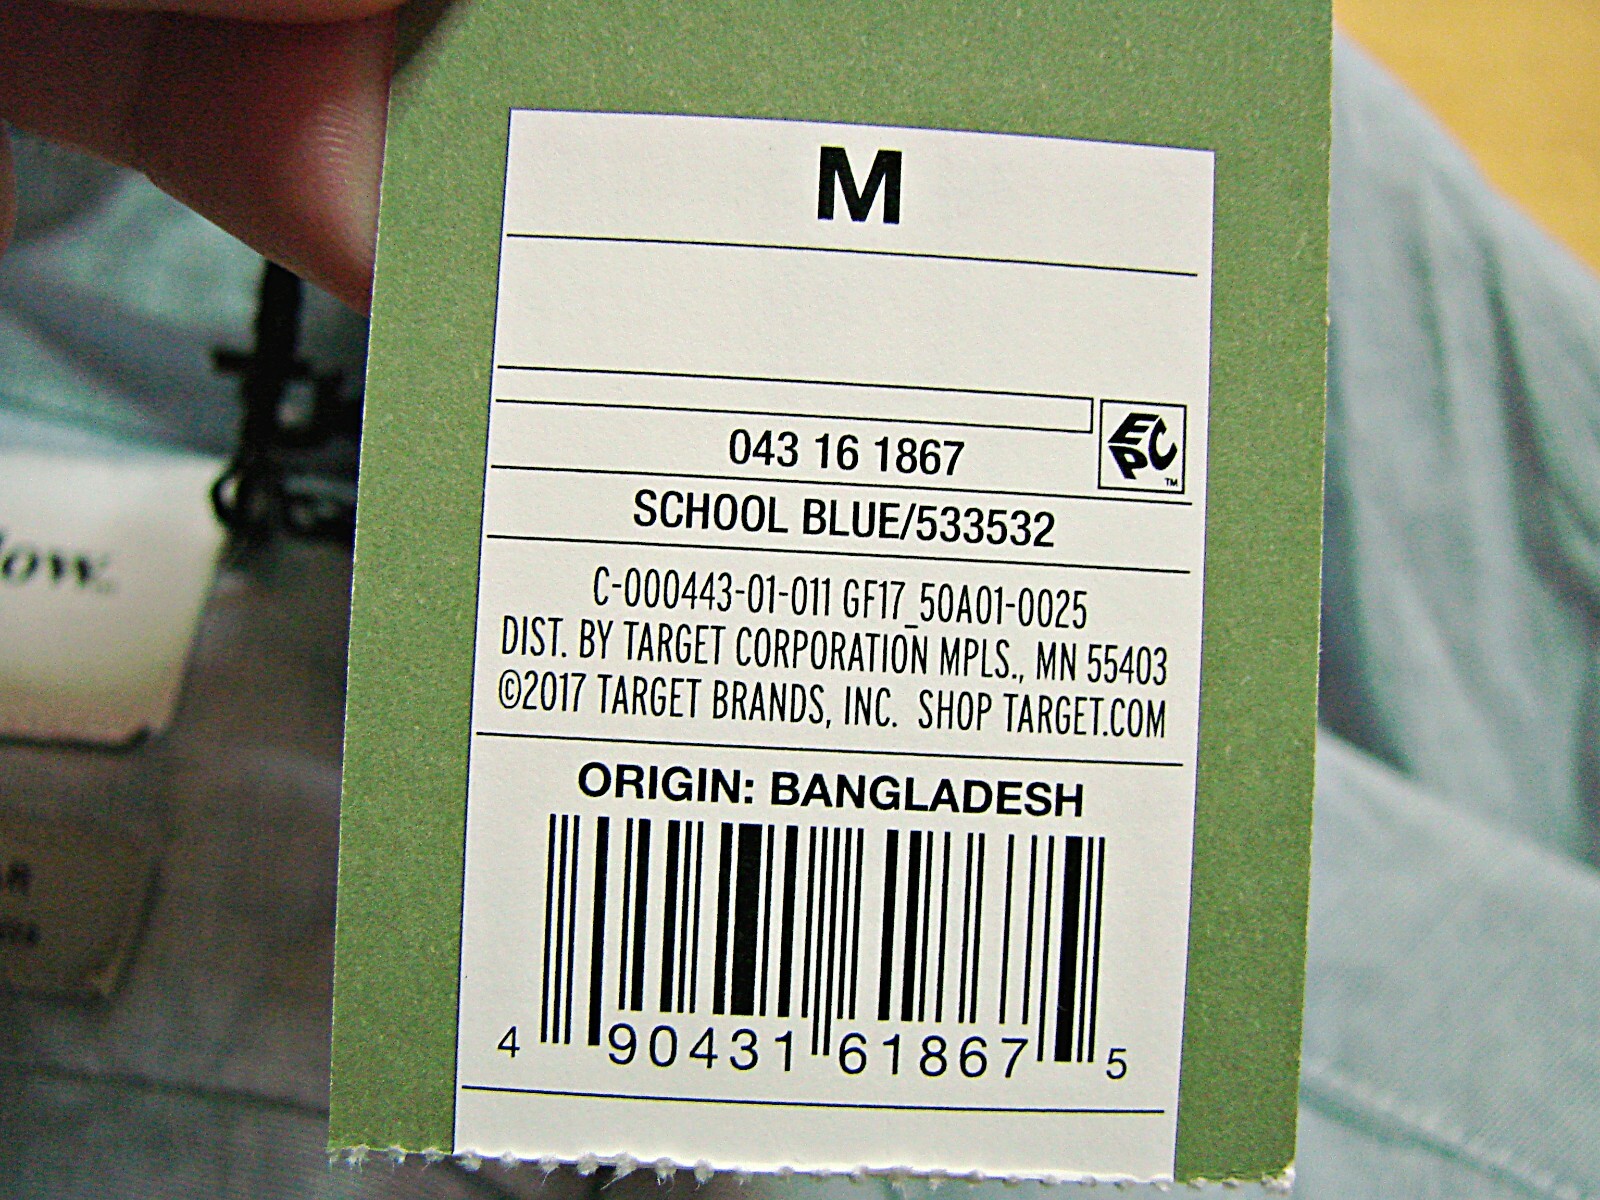 M
EPC™
043 16 1867
SCHOOL BLUE/533532
C-000443-01-011 GF17_50A01-0025
DIST. BY TARGET CORPORATION MPLS., MN 55403
©2017 TARGET BRANDS, INC. SHOP TARGET.COM
ORIGIN: BANGLADESH
4 90431 61867 5